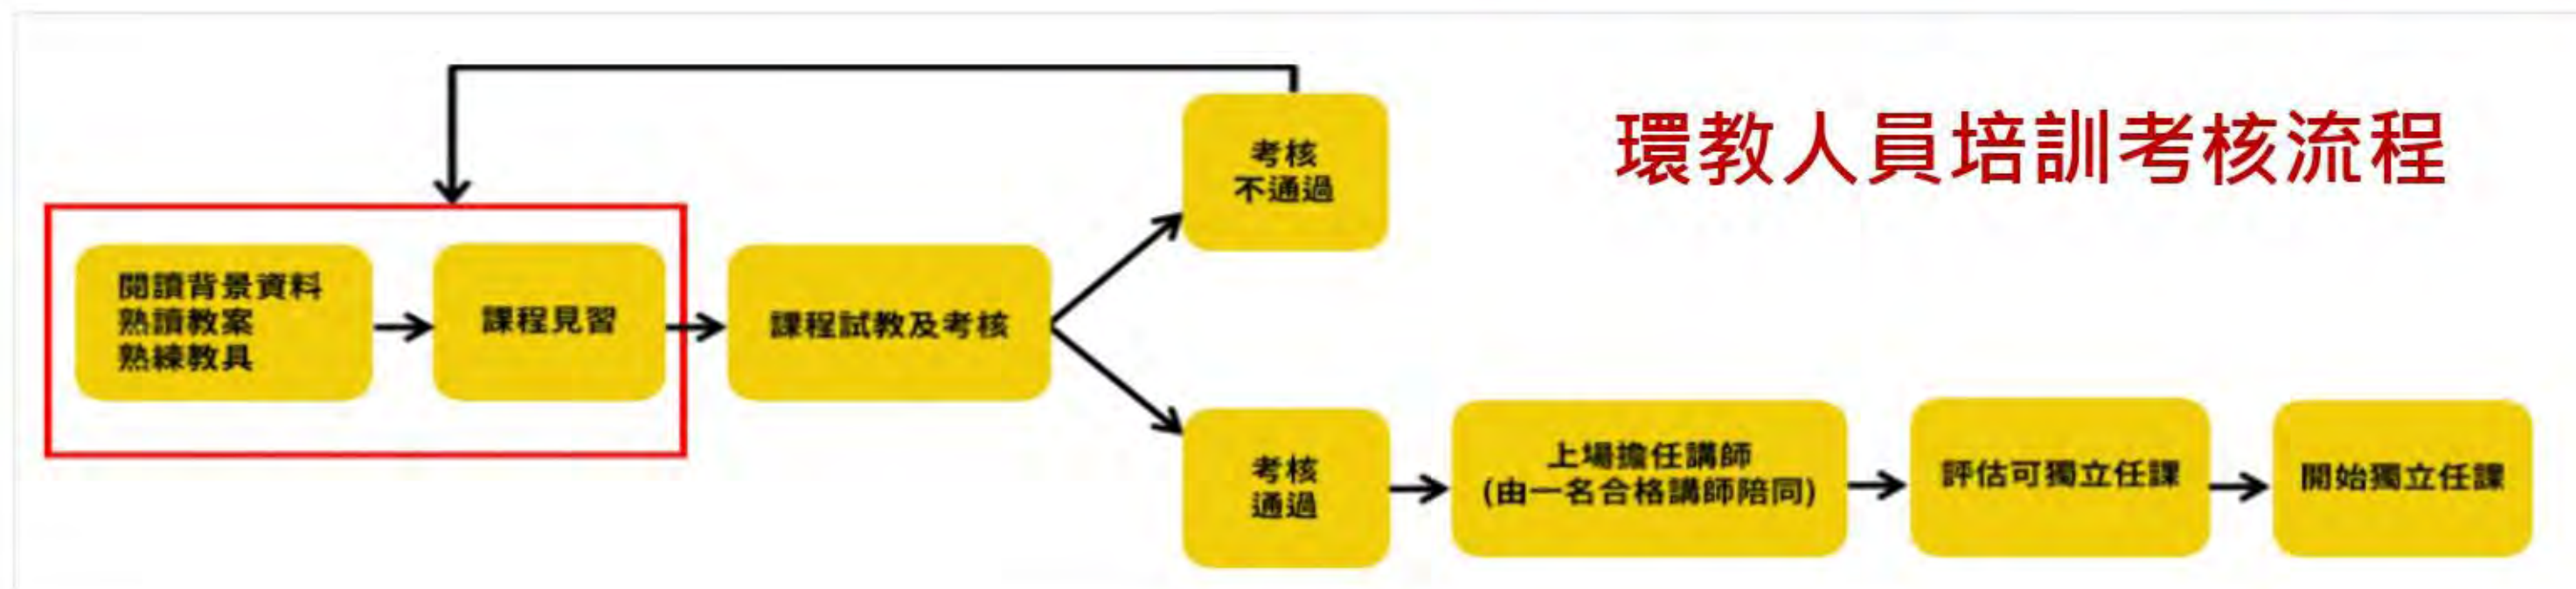 環教人員培訓考核流程
考核
不通過
閱讀背景資料
熟讀教案
熟練教具
課程見習
課程試教及考核
考核
通過
上場擔任講師
(由一名合格講師陪同)
評估可獨立任課
開始獨立任課